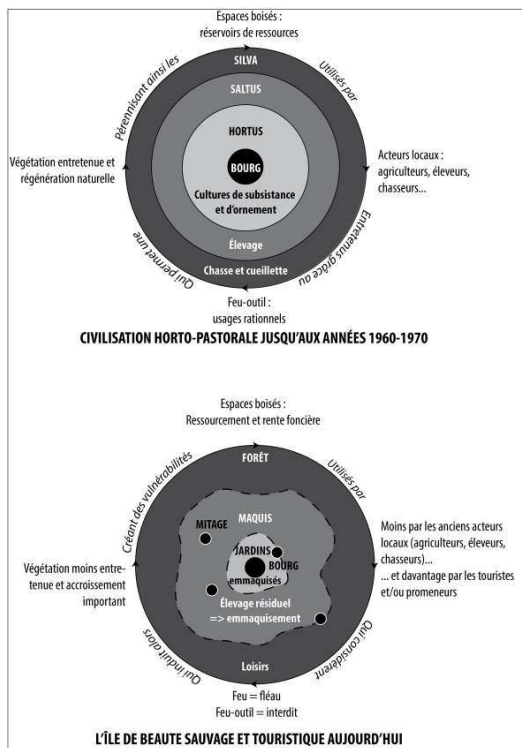 Espaces boisés :
réservoirs de ressources
Pérennisant ainsi les
SILVA
Utilisés par
SALTUS
HORTUS
Végétation entretenue et
régénération naturelle
BOURG
Acteurs locaux :
agriculteurs, éleveurs,
chasseurs...
Cultures de subsistance
et d'ornement
Élevage
Qui permet une
Chasse et cueillette
Entretenus grâce au
Feu-outil :
usages rationnels
CIVILISATION HORTO-PASTORALE JUSQU'AUX ANNÉES 1960-1970
Espaces boisés :
Ressourcement et rente foncière
Créant des vulnérabilités
FORÊT
Utilisés par
MAQUIS
MITAGE
JARDINS
BOURG
emmaquisés
Végétation moins entre-
tenue et accroissement
important
Moins par les anciens acteurs
locaux (agriculteurs, éleveurs,
chasseurs)...
... et davantage par les touristes
et/ou promeneurs
Élevage résiduel
=> emmaquisement
Qui induit alors
Loisirs
Qui considèrent
Feu = fléau
Feu-outil = interdit
L'ÎLE DE BEAUTE SAUVAGE ET TOURISTIQUE AUJOURD'HUI